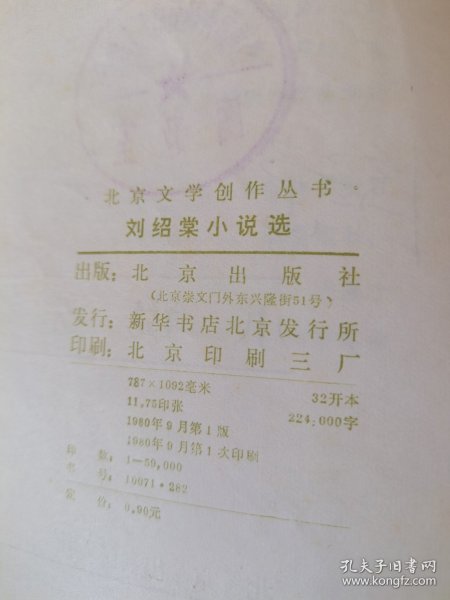 北京文学创作丛书
刘绍棠小说选
出版：北京出版社
（北京崇文门外东兴隆街51号）
发行：新华书店北京发行所
印刷：北京印刷三厂
787×1092毫米 32开本
11.75印张 224,000字
1980年9月第1版
1980年9月第1次印刷
印数：1—50,000
书号：10071·282
定价：0.90元
孔夫子旧书网
www.kongfz.com